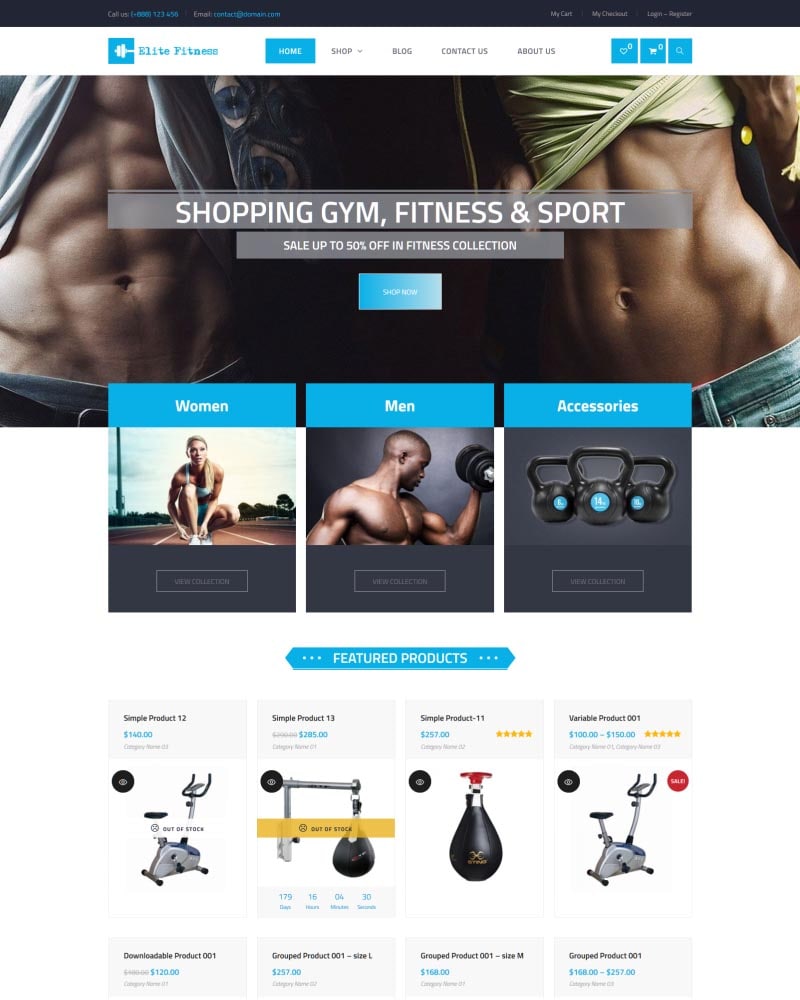 Call us: (+888) 123 456 Email: contact@domain.com My Cart My Checkout Login – Register
Elite Fitness HOME SHOP BLOG CONTACT US ABOUT US 0 0
SHOPPING GYM, FITNESS & SPORT
SALE UP TO 50% OFF IN FITNESS COLLECTION
SHOP NOW
Women Men Accessories
14
VIEW COLLECTION VIEW COLLECTION VIEW COLLECTION
FEATURED PRODUCTS
Simple Product 12 Simple Product 13 Simple Product-11 Variable Product 001
$140.00 $290.00 $285.00 $257.00 $100.00 – $150.00
Category Name 03 Category Name 01 Category Name 02 Category Name 01, Category Name 03
SALE!
OUT OF STOCK OUT OF STOCK
STING
179 16 04 30
Days Hours Minutes Seconds
Downloadable Product 001 Grouped Product 001 – size L Grouped Product 001 – size M Grouped Product 001
$180.00 $120.00 $257.00 $168.00 $168.00 – $257.00
Category Name 01 Category Name 02 Category Name 01 Category Name 03